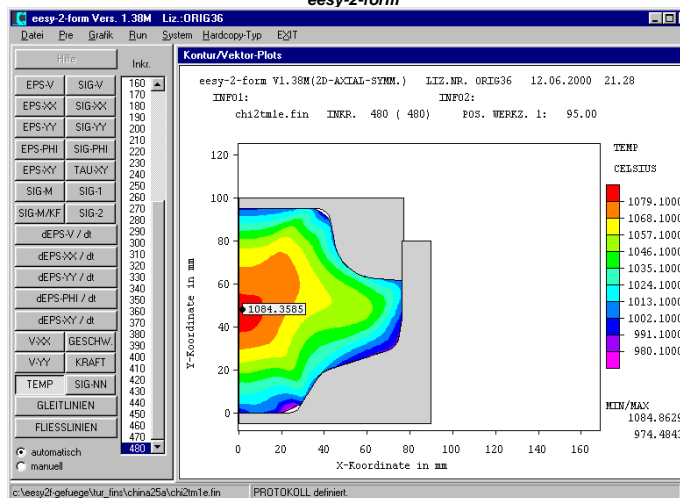 eesy-2-form
eesy-2-form Vers. 1.38M Liz.:ORIG36
Datei Pre Grafik Run System Hardcopy-Typ EXIT
Hilfe
Inkr.
EPS-V SIG-V
EPS-XX SIG-XX
EPS-YY SIG-YY
EPS-PHI SIG-PHI
EPS-XY TAU-XY
SIG-M SIG-1
SIG-M/KF SIG-2
dEPS-V / dt
dEPS-XX / dt
dEPS-YY / dt
dEPS-PHI / dt
dEPS-XY / dt
V-XX GESCHW.
V-YY KRAFT
TEMP SIG-NN
GLEITLINIEN
FLIESSLINIEN
automatisch
manuell
160
170
180
190
200
210
220
230
240
250
260
270
280
290
300
310
320
330
340
350
360
370
380
390
400
410
420
430
440
450
460
470
480
Kontur/Vektor-Plots
eesy-2-form V1.38M(2D-AXIAL-SYMM.) LIZ.NR. ORIG36 12.06.2000 21.28
INFO1: INFO2:
chi2tm1e.fin INKR. 480 ( 480) POS. WERKZ. 1: 95.00
TEMP
CELSIUS
1079.1000
1068.1000
1057.1000
1046.1000
1035.1000
1024.1000
1013.1000
1002.1000
991.1000
980.1000
MIN/MAX
1084.8629
974.4843
Y-Koordinate in mm
120
100
80
60
40
20
0
1084.3585
0 20 40 60 80 100 120 140 160
X-Koordinate in mm
c:\eesy2f-gefuege\tur_fins\china25a\chi2tm1e.fin PROTOKOLL definiert.